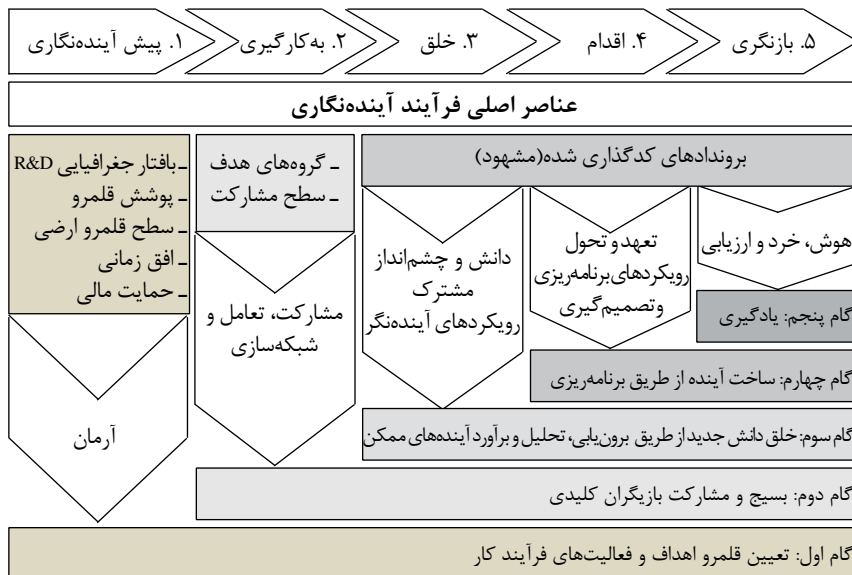 ۱. پیش آینده‌نگاری
۲. به‌کارگیری
۳. خلق
۴. اقدام
۵. بازنگری
عناصر اصلی فرآیند آینده‌نگاری
ـ بافتار جغرافیایی R&D
ـ پوشش قلمرو
ـ سطح قلمرو ارضی
ـ افق زمانی
ـ حمایت مالی
آرمان
ـ گروه‌های هدف
ـ سطح مشارکت
مشارکت، تعامل و
شبکه‌سازی
بروندادهای کدگذاری شده(مشهود)
دانش و چشم‌انداز
مشترک
رویکردهای آینده‌نگر
تعهد و تحول
رویکردهای برنامه‌ریزی
و تصمیم‌گیری
هوش، خرد و ارزیابی
گام پنجم: یادگیری
گام چهارم: ساخت آینده از طریق برنامه‌ریزی
گام سوم: خلق دانش جدید از طریق برون‌یابی، تحلیل و برآورد آینده‌های ممکن
گام دوم: بسیج و مشارکت بازیگران کلیدی
گام اول: تعیین قلمرو اهداف و فعالیت‌های فرآیند کار